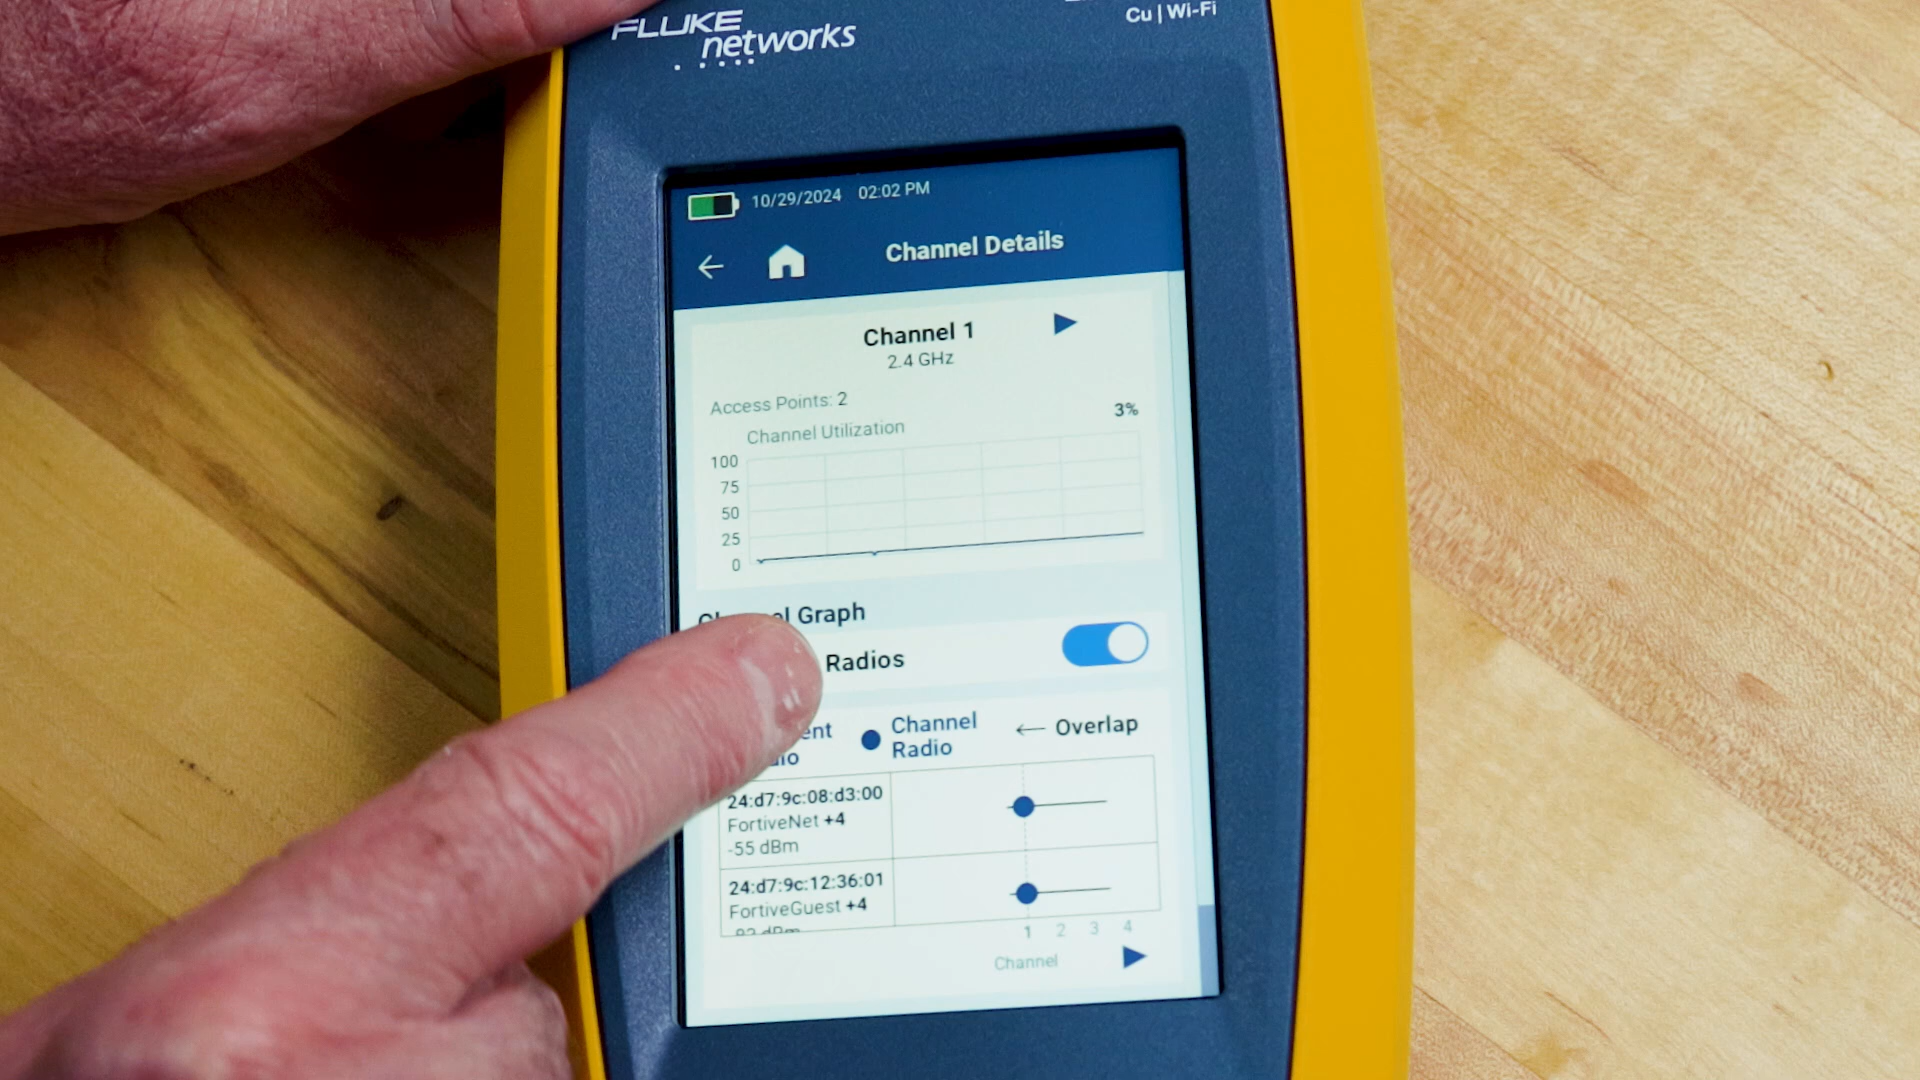 FLUKE
networks
Cu | Wi-Fi
10/29/2024 02:02 PM
Channel Details
Channel 1
2.4 GHz
Access Points: 2
3%
Channel Utilization
100
75
50
25
0
Graph
Radios
Channel
Radio
← Overlap
24:d7:9c:08:d3:00
FortiveNet +4
-55 dBm
24:d7:9c:12:36:01
FortiveGuest +4
1 2 3 4
Channel